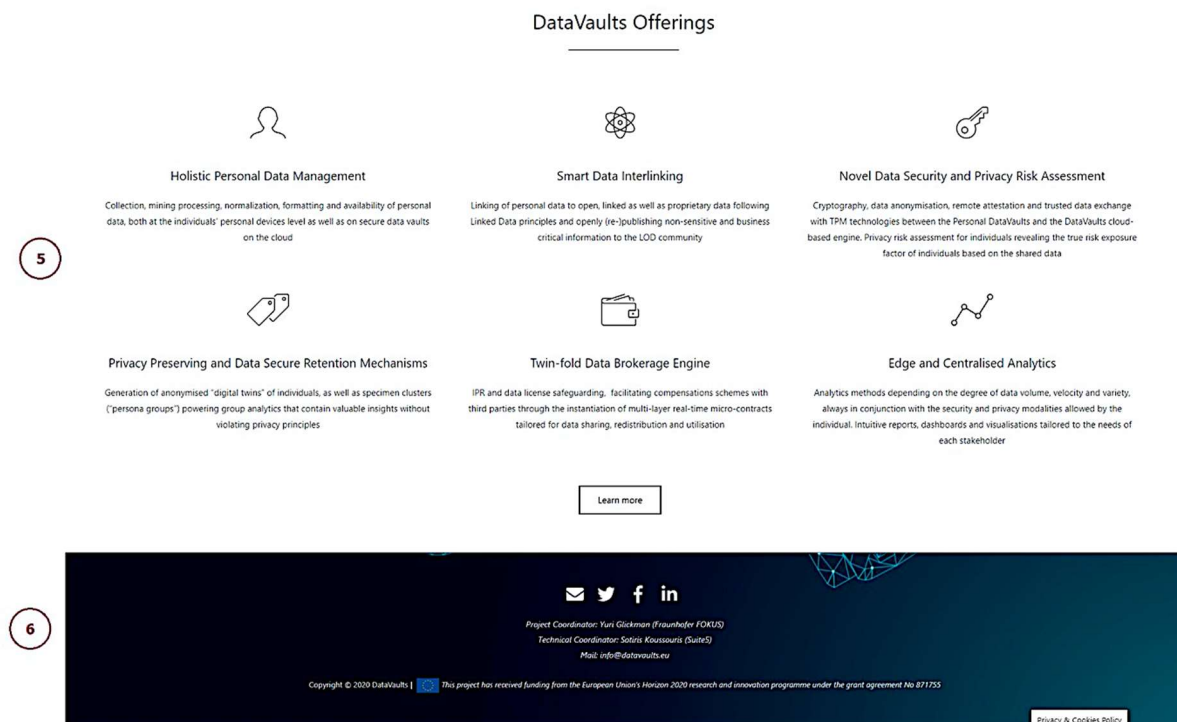 DataVaults Offerings
Holistic Personal Data Management
Collection, mining processing, normalization, formatting and availability of personal
data, both at the individuals' personal devices level as well as on secure data vaults
on the cloud
Smart Data Interlinking
Linking of personal data to open, linked as well as proprietary data following
Linked Data principles and openly (re-)publishing non-sensitive and business
critical information to the LOD community
Novel Data Security and Privacy Risk Assessment
Cryptography, data anonymisation, remote attestation and trusted data exchange
with TPM technologies between the Personal DataVaults and the DataVaults cloud-
based engine. Privacy risk assessment for individuals revealing the true risk exposure
factor of individuals based on the shared data
5
Privacy Preserving and Data Secure Retention Mechanisms
Generation of anonymised "digital twins" of individuals, as well as specimen clusters
("persona groups") powering group analytics that contain valuable insights without
violating privacy principles
Twin-fold Data Brokerage Engine
IPR and data license safeguarding, facilitating compensations schemes with
third parties through the instantiation of multi-layer real-time micro-contracts
tailored for data sharing, redistribution and utilisation
Edge and Centralised Analytics
Analytics methods depending on the degree of data volume, velocity and variety,
always in conjunction with the security and privacy modalities allowed by the
individual. Intuitive reports, dashboards and visualisations tailored to the needs of
each stakeholder
Learn more
6
Project Coordinator: Yuri Glickman (Fraunhofer FOKUS)
Technical Coordinator: Sotiris Koussouris (Suite5)
Mail: info@datavaults.eu
Copyright © 2020 DataVaults | This project has received funding from the European Union's Horizon 2020 research and innovation programme under the grant agreement No 871755
Privacy & Cookies Policy